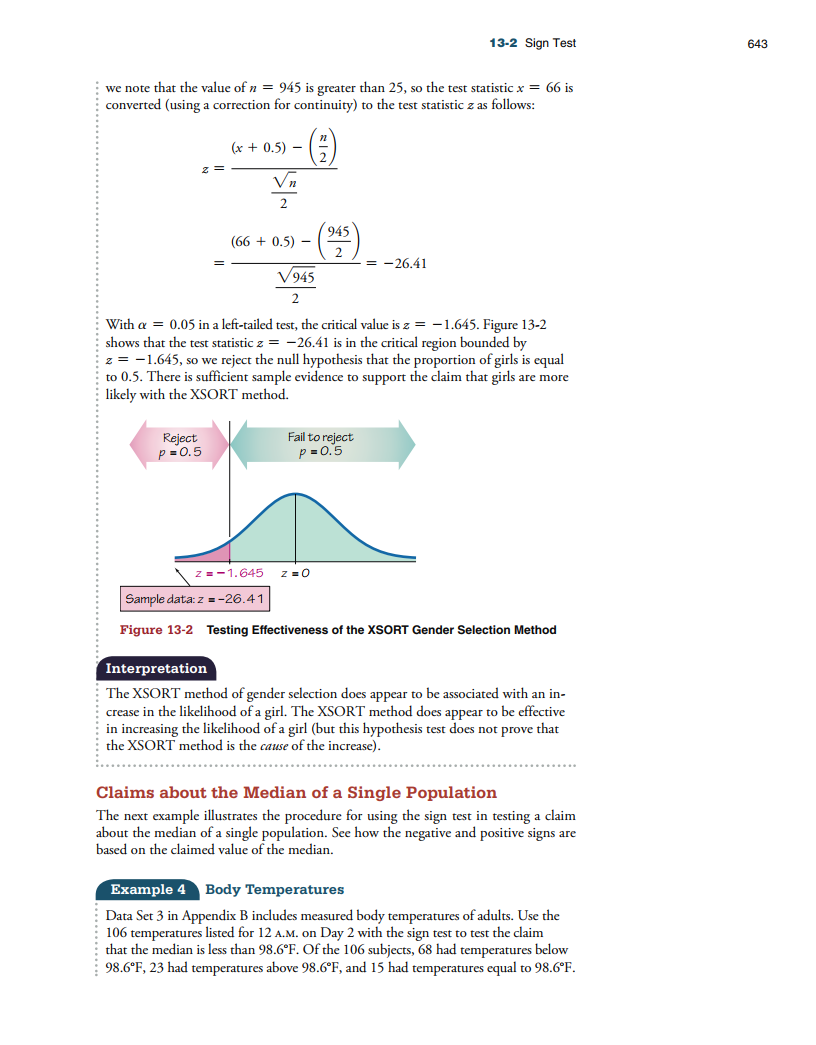 13-2 Sign Test 643
we note that the value of n = 945 is greater than 25, so the test statistic x = 66 is
converted (using a correction for continuity) to the test statistic z as follows:
z = \frac{(x + 0.5) - \left(\frac{n}{2}\right)}{\frac{\sqrt{n}}{2}}
= \frac{(66 + 0.5) - \left(\frac{945}{2}\right)}{\frac{\sqrt{945}}{2}} = -26.41
With α = 0.05 in a left-tailed test, the critical value is z = −1.645. Figure 13-2
shows that the test statistic z = −26.41 is in the critical region bounded by
z = −1.645, so we reject the null hypothesis that the proportion of girls is equal
to 0.5. There is sufficient sample evidence to support the claim that girls are more
likely with the XSORT method.
Reject
p = 0.5
Fail to reject
p = 0.5
z = −1.645 z = 0
Sample data: z = −26.41
Figure 13-2 Testing Effectiveness of the XSORT Gender Selection Method
Interpretation
The XSORT method of gender selection does appear to be associated with an in-
crease in the likelihood of a girl. The XSORT method does appear to be effective
in increasing the likelihood of a girl (but this hypothesis test does not prove that
the XSORT method is the cause of the increase).
Claims about the Median of a Single Population
The next example illustrates the procedure for using the sign test in testing a claim
about the median of a single population. See how the negative and positive signs are
based on the claimed value of the median.
Example 4 Body Temperatures
Data Set 3 in Appendix B includes measured body temperatures of adults. Use the
106 temperatures listed for 12 A.M. on Day 2 with the sign test to test the claim
that the median is less than 98.6°F. Of the 106 subjects, 68 had temperatures below
98.6°F, 23 had temperatures above 98.6°F, and 15 had temperatures equal to 98.6°F.